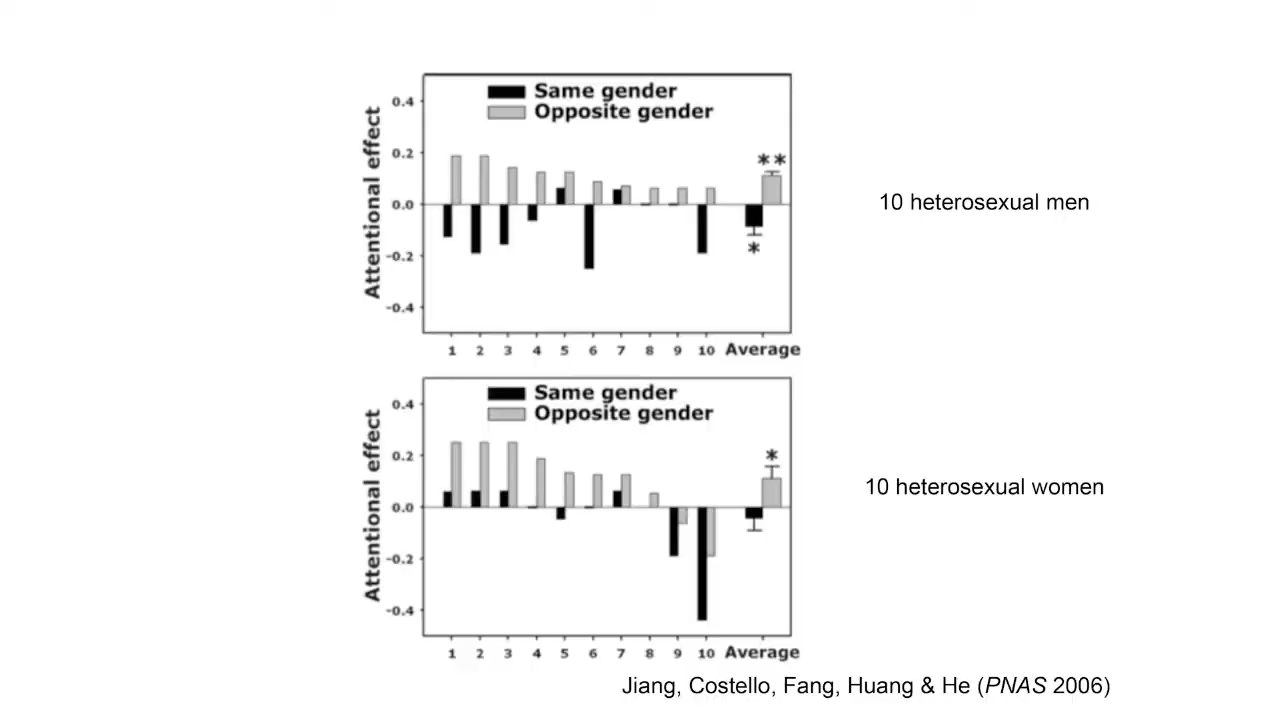 Same gender
Opposite gender
Attentional effect
0.4
0.2
0.0
-0.2
-0.4
**
*
1 2 3 4 5 6 7 8 9 10 Average
10 heterosexual men
Same gender
Opposite gender
Attentional effect
0.4
0.2
0.0
-0.2
-0.4
*
1 2 3 4 5 6 7 8 9 10 Average
10 heterosexual women
Jiang, Costello, Fang, Huang & He (PNAS 2006)